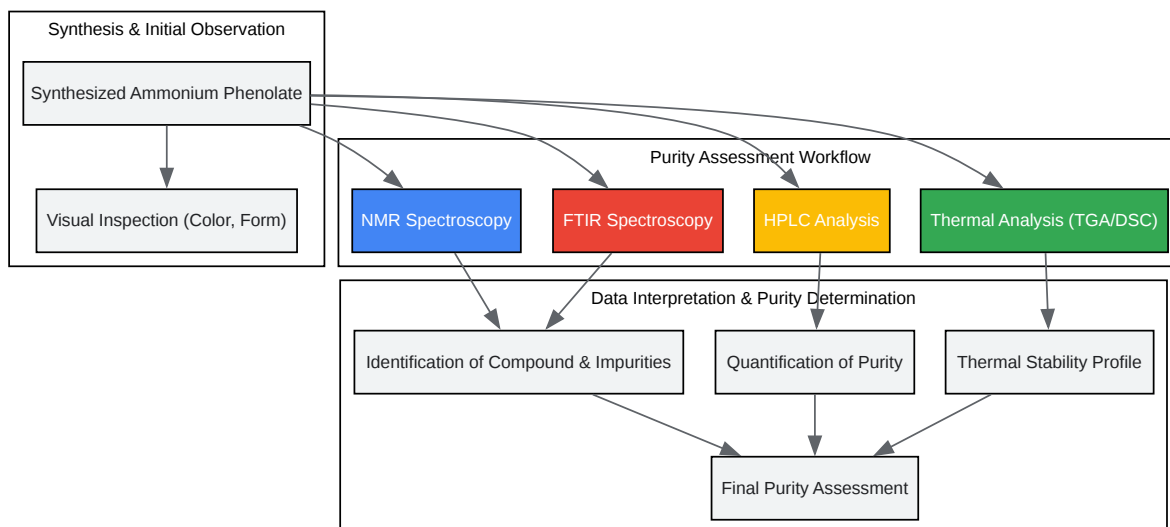 Synthesis & Initial Observation
Synthesized Ammonium Phenolate
Visual Inspection (Color, Form)
Purity Assessment Workflow
NMR Spectroscopy
FTIR Spectroscopy
HPLC Analysis
Thermal Analysis (TGA/DSC)
Data Interpretation & Purity Determination
Identification of Compound & Impurities
Quantification of Purity
Thermal Stability Profile
Final Purity Assessment